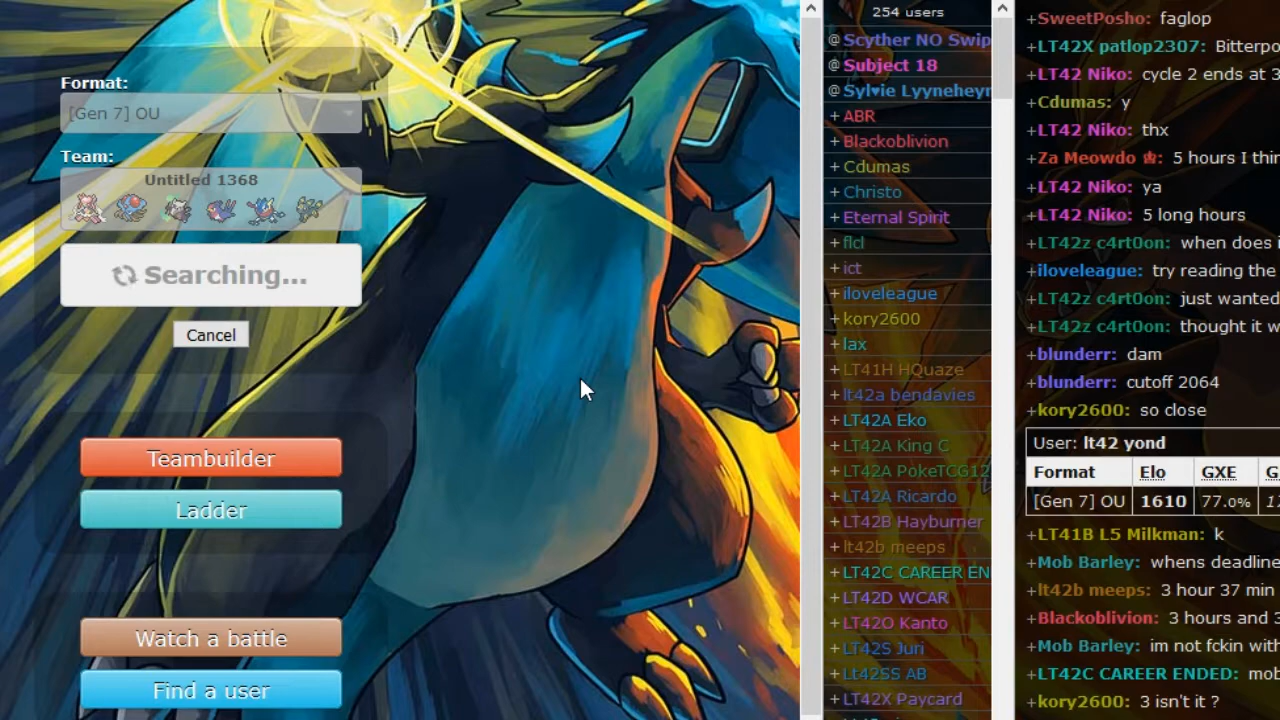 Format:
[Gen 7] OU
Team:
Untitled 1368
Searching...
Cancel
Teambuilder
Ladder
Watch a battle
Find a user
254 users
@Scyther NO Swip
@Subject 18
@Syl♥ie Lyyneheyr
+ABR
+Blackoblivion
+Cdumas
+Christo
+Eternal Spirit
+flcl
+ict
+iloveleague
+kory2600
+lax
+LT41H HQuaze
+lt42a bendavies
+LT42A Eko
+LT42A King C
+LT42A PokeTCG12
+LT42A Ricardo
+LT42B Hayburner
+lt42b meeps
+LT42C CAREER EN
+LT42D WCAR
+LT42O Kanto
+LT42S Juri
+Lt42SS AB
+LT42X Paycard
+SweetPosho: faglop
+LT42X patlop2307: Bitterpo
+LT42 Niko: cycle 2 ends at 3
+Cdumas: y
+LT42 Niko: thx
+Za Meowdo ♔: 5 hours I thin
+LT42 Niko: ya
+LT42 Niko: 5 long hours
+LT42z c4rt0on: when does i
+iloveleague: try reading the
+LT42z c4rt0on: just wanted
+LT42z c4rt0on: thought it w
+blunderr: dam
+blunderr: cutoff 2064
+kory2600: so close
User: lt42 yond
Format Elo GXE G
[Gen 7] OU 1610 77.0%
+LT41B L5 Milkman: k
+Mob Barley: whens deadline
+lt42b meeps: 3 hour 37 min
+Blackoblivion: 3 hours and 3
+Mob Barley: im not fckin with
+LT42C CAREER ENDED: mob
+kory2600: 3 isn't it ?